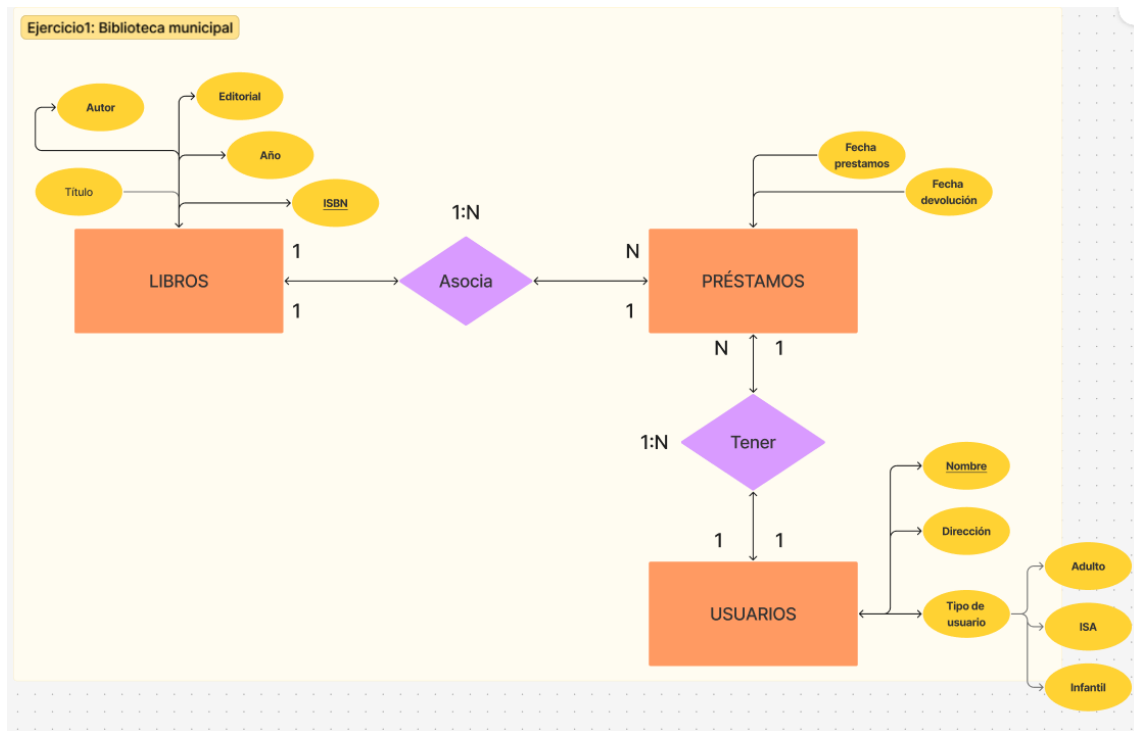 Ejercicio1: Biblioteca municipal
Autor
Editorial
Año
Título
ISBN
Fecha
prestamos
Fecha
devolución
1:N
1
N
LIBROS
Asocia
PRÉSTAMOS
1
1
N
1
1:N
Tener
Nombre
Dirección
1
1
Adulto
USUARIOS
Tipo de
usuario
ISA
Infantil